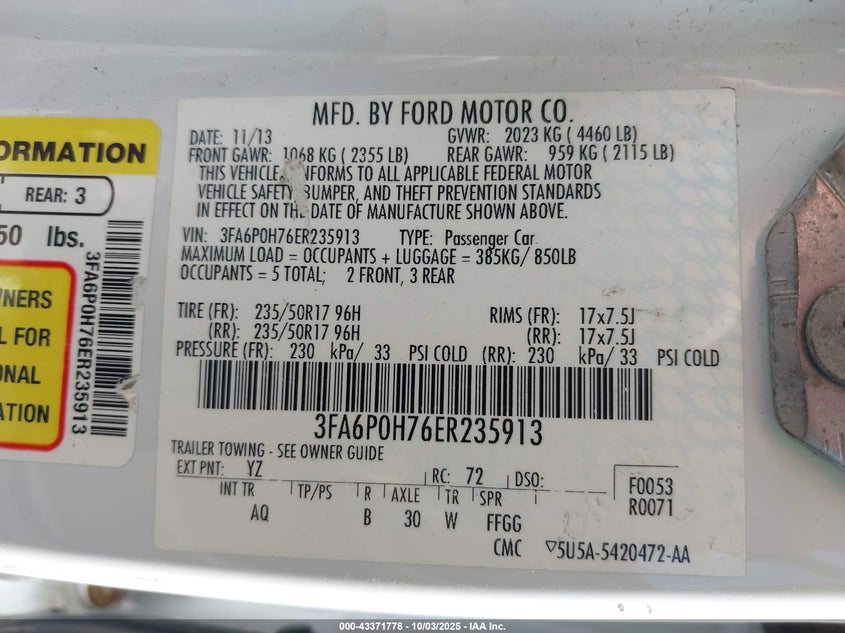 MFD. BY FORD MOTOR CO.
DATE: 11/13 GVWR: 2023 KG ( 4460 LB)
FRONT GAWR: 1068 KG ( 2355 LB) REAR GAWR: 959 KG ( 2115 LB)
THIS VEHICLE NFORMS TO ALL APPLICABLE FEDERAL MOTOR
VEHICLE SAFETY, BUMPER, AND THEFT PREVENTION STANDARDS
IN EFFECT ON THE DATE OF MANUFACTURE SHOWN ABOVE.
VIN: 3FA6P0H76ER235913 TYPE: Passenger Car
MAXIMUM LOAD = OCCUPANTS + LUGGAGE = 385KG/ 850LB
OCCUPANTS = 5 TOTAL; 2 FRONT, 3 REAR
TIRE (FR): 235/50R17 96H RIMS (FR): 17x7.5J
(RR): 235/50R17 96H (RR): 17x7.5J
PRESSURE (FR): 230 kPa/ 33 PSI COLD (RR): 230 kPa/ 33 PSI COLD
3FA6P0H76ER235913
TRAILER TOWING - SEE OWNER GUIDE
EXT PNT: YZ RC: 72 DSO:
F0053
R0071
INT TR TP/PS R AXLE TR SPR
AQ B 30 W FFGG
CMC 5U5A-5420472-AA
ORMATION
REAR: 3
50 lbs.
WNERS
L FOR
ONAL
ATION
3FA6P0H76ER235913
000-43371778 - 10/03/2025 - IAA Inc.